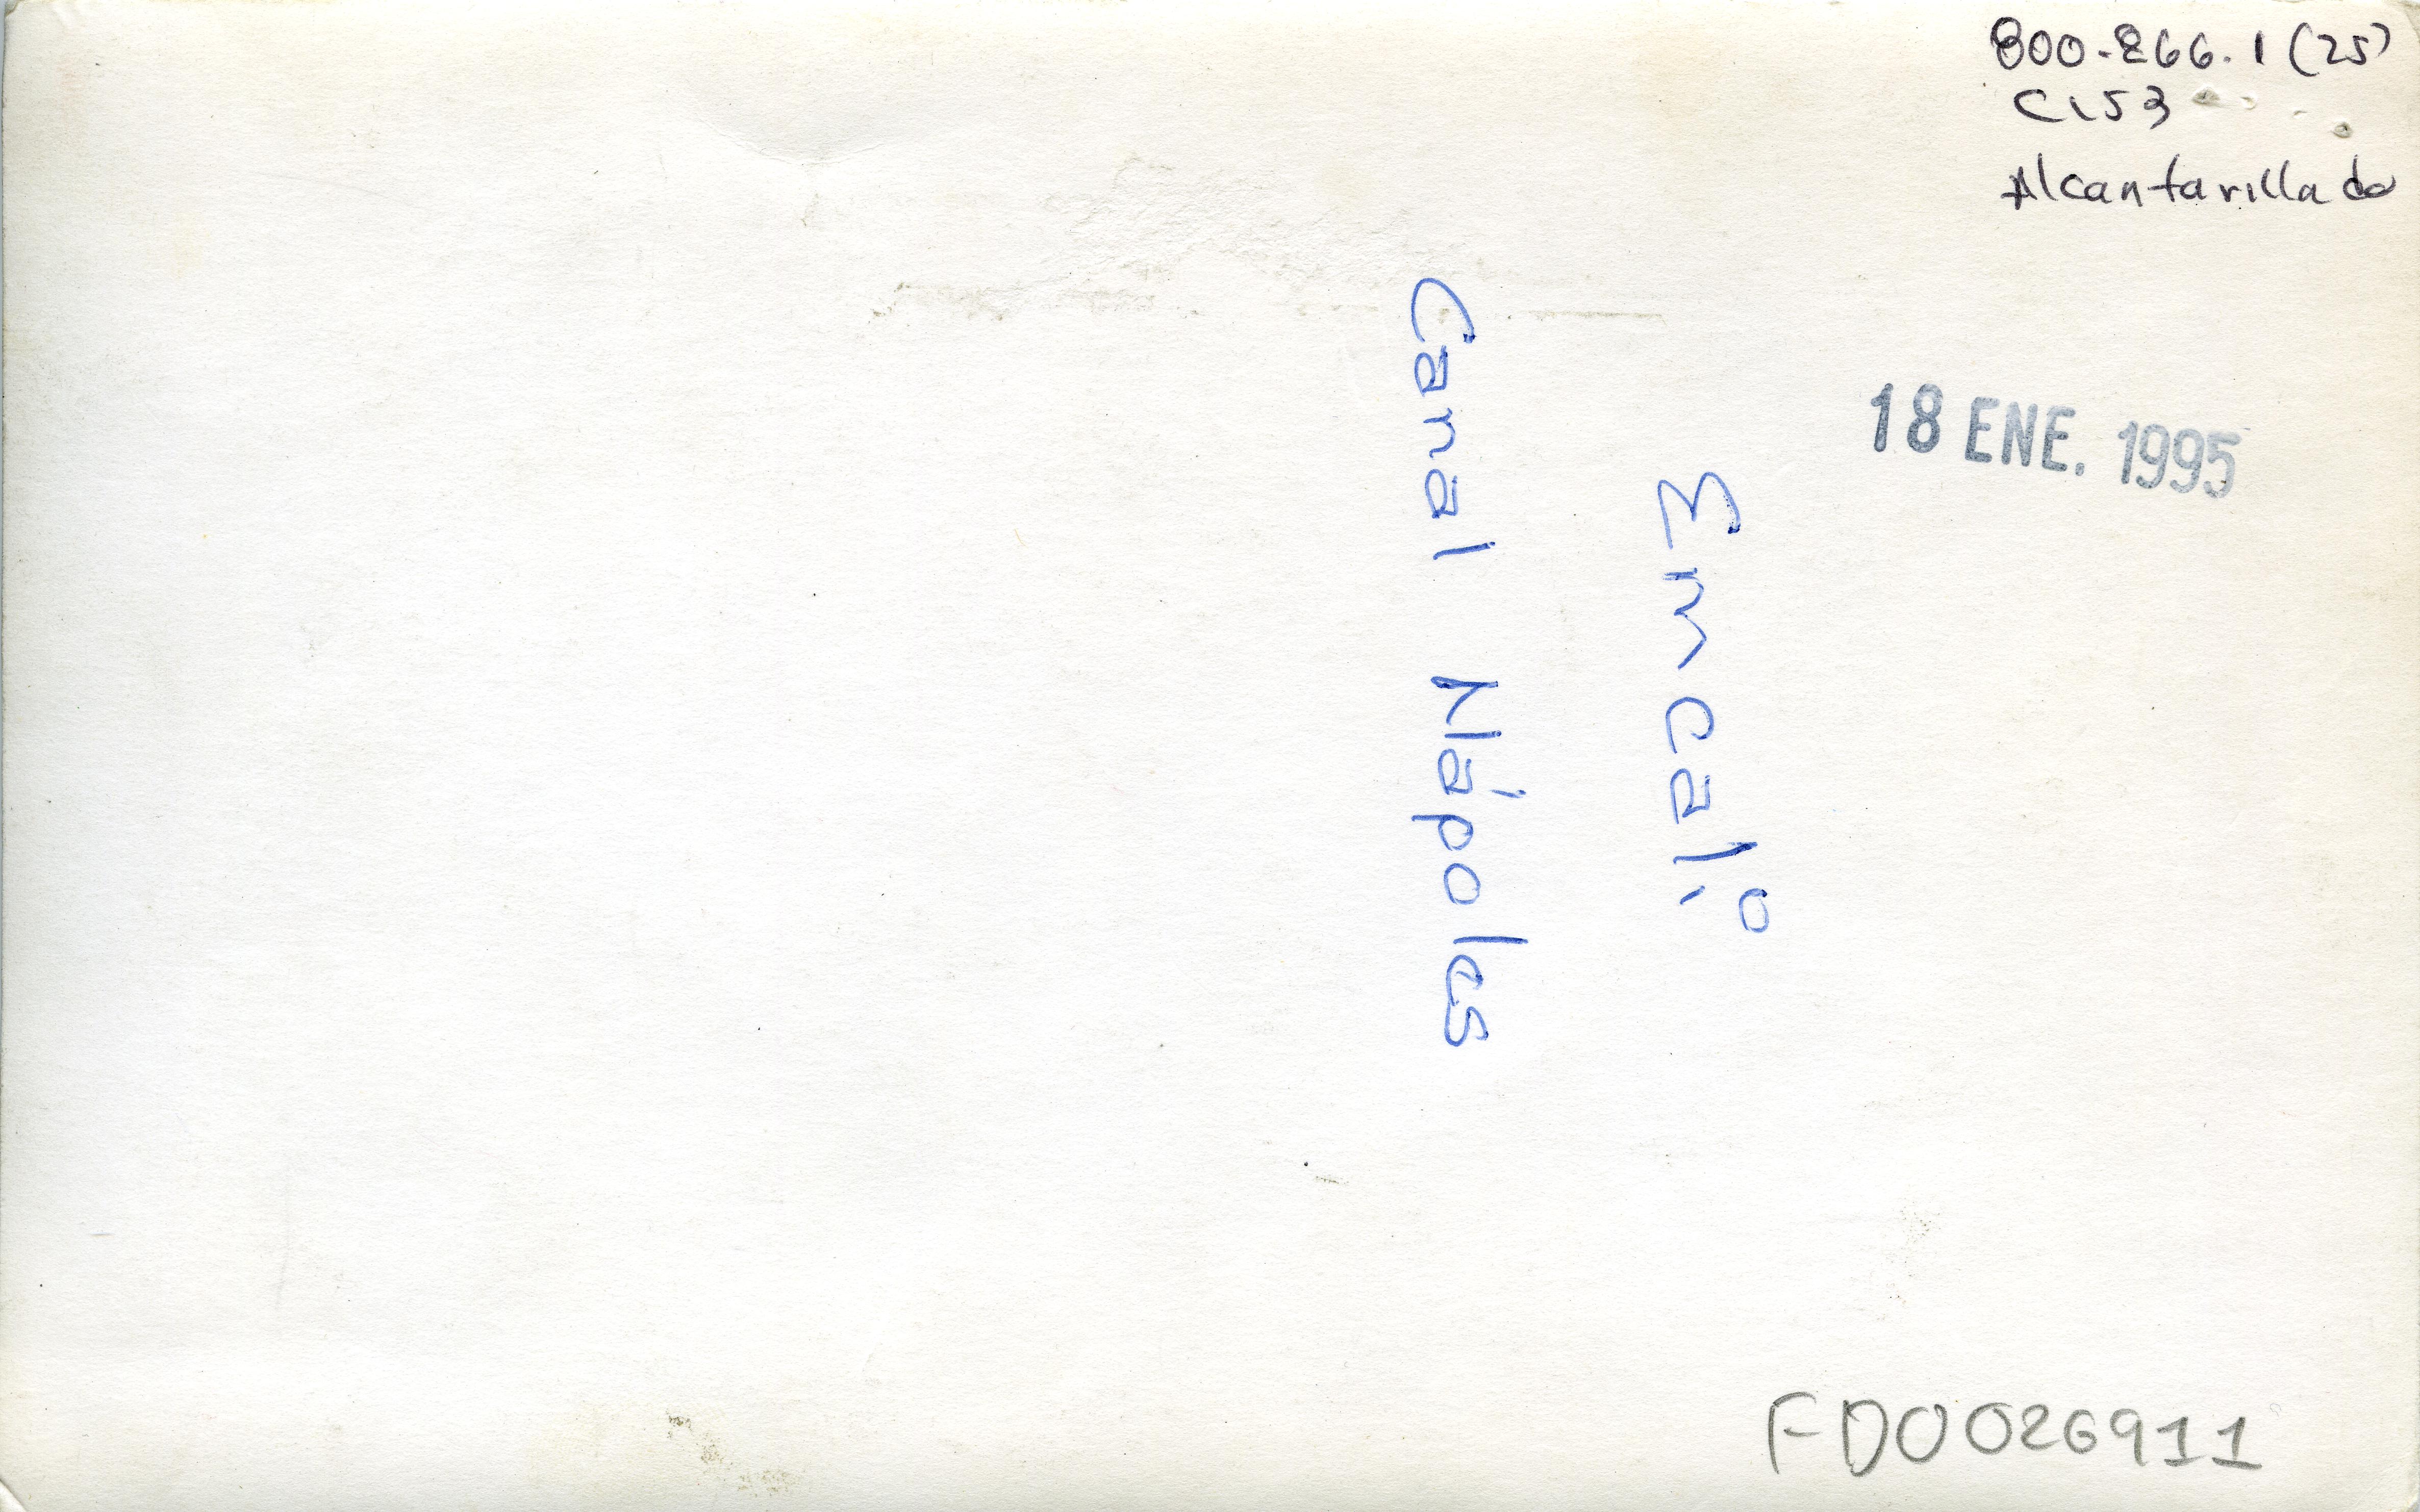 800-866.1 (25)
C153
Alcantarillado
18 ENE. 1995
Emcali
Canal Nápoles
FD0026911